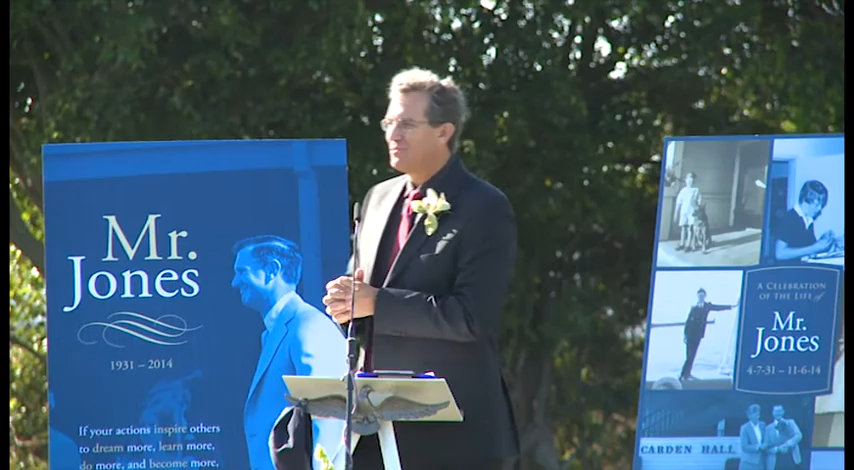 Mr.
Jones
1931 – 2014
If your actions inspire others
to dream more, learn more,
do more, and become more,
A CELEBRATION
OF THE LIFE of
Mr.
Jones
4-7-31 – 11-6-14
CARDEN HALL